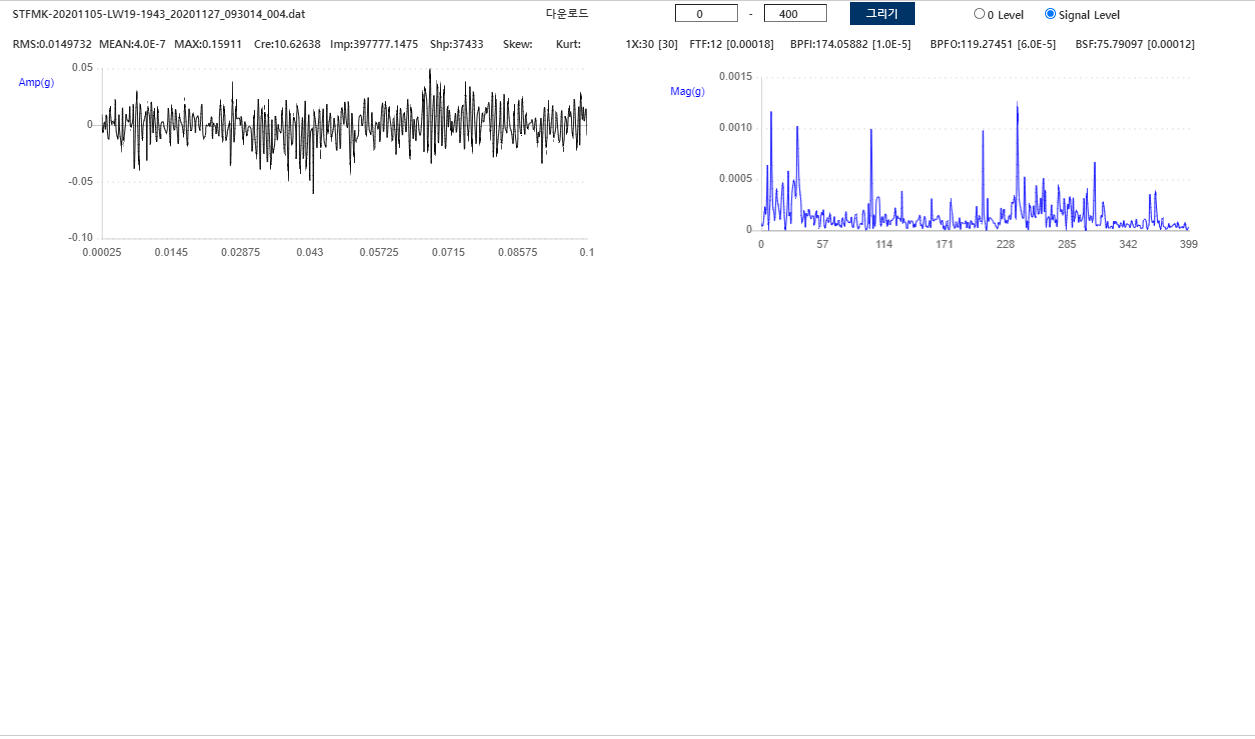 STFMK-20201105-LW19-1943_20201127_093014_004.dat 다운로드 0 - 400 그리기 0 Level Signal Level
RMS:0.0149732 MEAN:4.0E-7 MAX:0.15911 Cre:10.62638 Imp:397777.1475 Shp:37433 Skew: Kurt: 1X:30 [30] FTF:12 [0.00018] BPFI:174.05882 [1.0E-5] BPFO:119.27451 [6.0E-5] BSF:75.79097 [0.00012]
Amp(g)
0.05
0
-0.05
-0.10
0.00025 0.0145 0.02875 0.043 0.05725 0.0715 0.08575 0.1
Mag(g)
0.0015
0.0010
0.0005
0
0 57 114 171 228 285 342 399